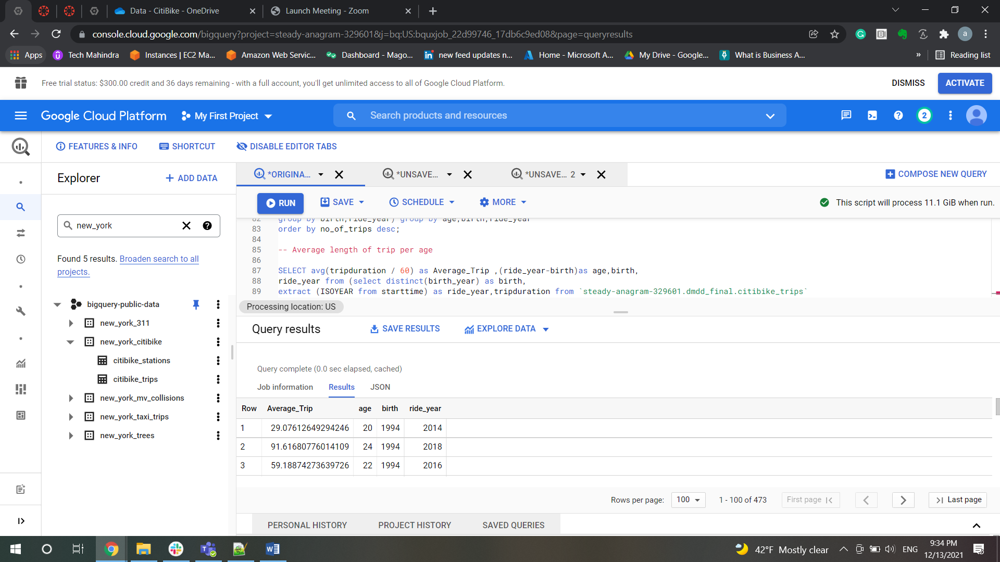 Data - CitiBike - OneDrive
Launch Meeting - Zoom
console.cloud.google.com/bigquery?project=steady-anagram-329601&j=bq:US:bquxjob_22d99746_17db6c9ed08&page=queryresults
a
Apps
Tech Mahindra
Instances | EC2 Ma...
Amazon Web Servic...
Dashboard - Mago...
new feed updates n...
Home - Microsoft A...
My Drive - Google...
What is Business A...
»
Reading list
Free trial status: $300.00 credit and 36 days remaining - with a full account, you'll get unlimited access to all of Google Cloud Platform.
DISMISS
ACTIVATE
Google Cloud Platform
My First Project
Search products and resources
2
FEATURES & INFO
SHORTCUT
DISABLE EDITOR TABS
Explorer
+ ADD DATA
*ORIGINA...
*UNSAVE...
*UNSAVE... 2
COMPOSE NEW QUERY
RUN
SAVE
SCHEDULE
MORE
This script will process 11.1 GiB when run.
new_york
Found 5 results. Broaden search to all
projects.
bigquery-public-data
new_york_311
new_york_citibike
citibike_stations
citibike_trips
new_york_mv_collisions
new_york_taxi_trips
new_york_trees
82 group by birth,ride_year) group by age,birth,ride_year
83 order by no_of_trips desc;
84
85 -- Average length of trip per age
86
87 SELECT avg(tripduration / 60) as Average_Trip ,(ride_year-birth)as age,birth,
88 ride_year from (select distinct(birth_year) as birth,
89 extract (ISOYEAR from starttime) as ride_year,tripduration from `steady-anagram-329601.dmdd_final.citibike_trips`
Processing location: US
Query results
SAVE RESULTS
EXPLORE DATA
Query complete (0.0 sec elapsed, cached)
Job information
Results
JSON
Row Average_Trip age birth ride_year
1 29.07612649294246 20 1994 2014
2 91.61680776014109 24 1994 2018
3 59.18874273639726 22 1994 2016
Rows per page:
100
1 - 100 of 473
First page
Last page
PERSONAL HISTORY
PROJECT HISTORY
SAVED QUERIES
42°F Mostly clear
ENG
9:34 PM
12/13/2021